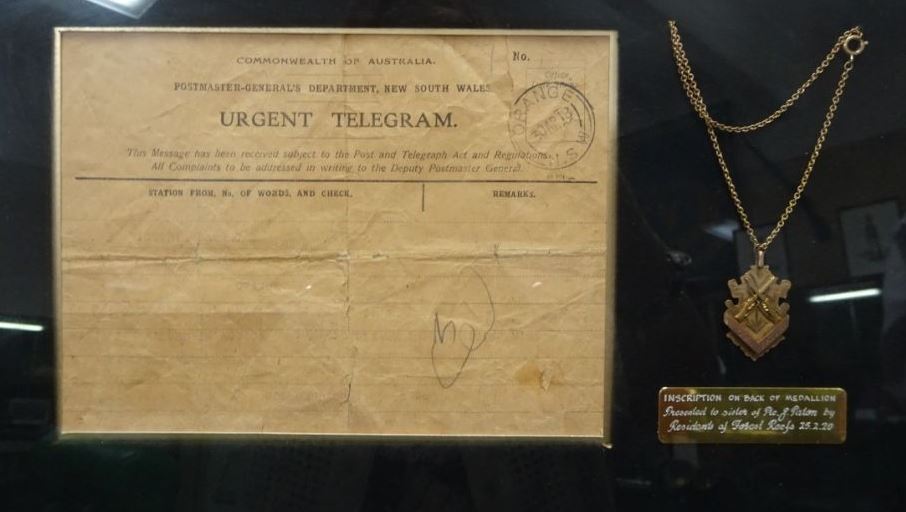 COMMONWEALTH OF AUSTRALIA.
No.
POSTMASTER-GENERAL'S DEPARTMENT, NEW SOUTH WALES
URGENT TELEGRAM.
ORANGE
N.S.W
This Message has been received subject to the Post and Telegraph Act and Regulations.
All Complaints to be addressed in writing to the Deputy Postmaster General.
STATION FROM, No. OF WORDS, AND CHECK.
REMARKS.
INSCRIPTION ON BACK OF MEDALLION
Presented to sister of Pte. J. Paton by
Residents of Forest Reefs 25.2.20